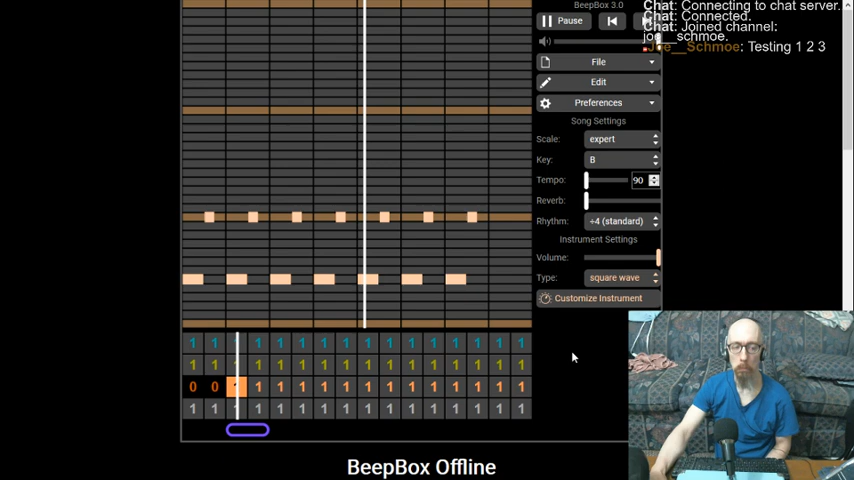 BeepBox 3.0
Chat: Connecting to chat server.
Chat: Connected.
Chat: Joined channel:
joe__schmoe.
Joe__Schmoe: Testing 1 2 3
Pause
File
Edit
Preferences
Song Settings
Scale: expert
Key: B
Tempo: 90
Reverb:
Rhythm: ÷4 (standard)
Instrument Settings
Volume:
Type: square wave
Customize Instrument
1 1 1 1 1 1 1 1 1 1 1 1 1 1 1
1 1 1 1 1 1 1 1 1 1 1 1 1 1 1
0 0 1 1 1 1 1 1 1 1 1 1 1 1 1
1 1 1 1 1 1 1 1 1 1 1 1 1 1 1
BeepBox Offline